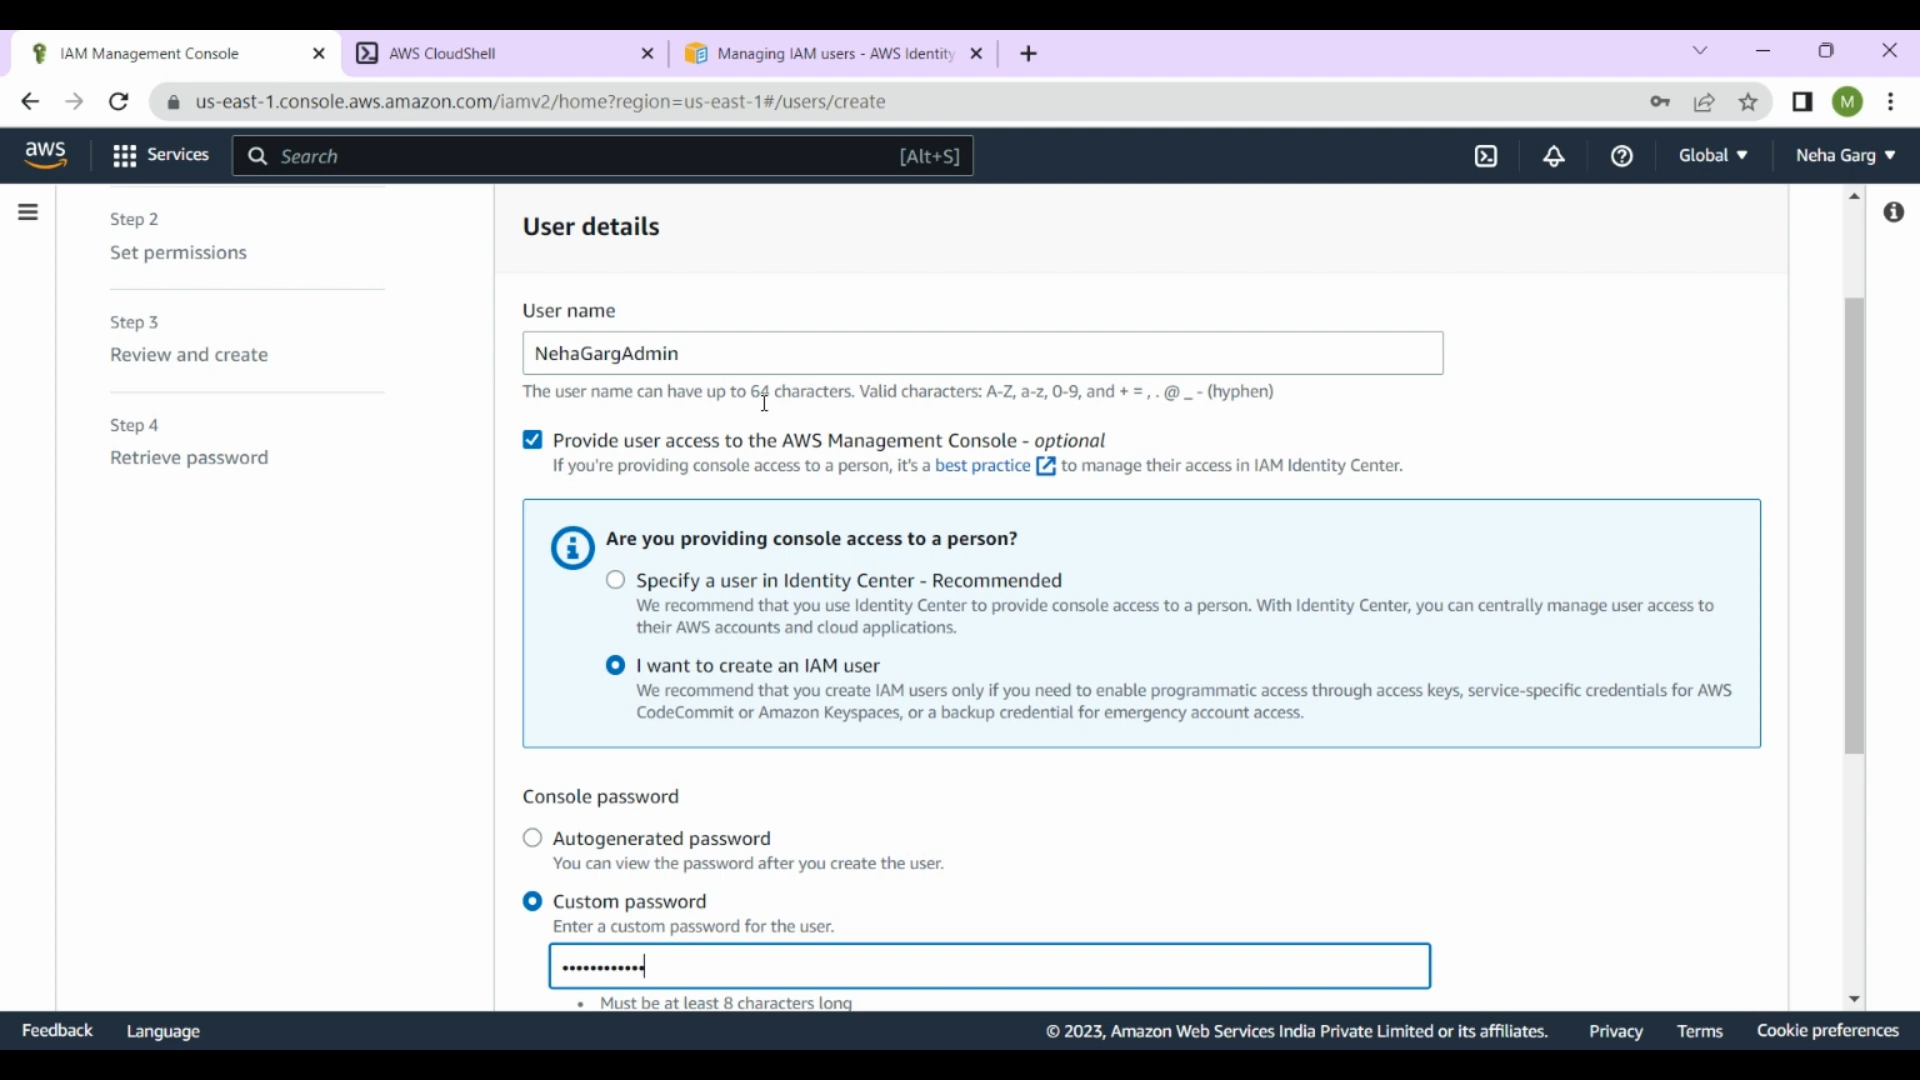 IAM Management Console
AWS CloudShell
Managing IAM users - AWS Identity
us-east-1.console.aws.amazon.com/iamv2/home?region=us-east-1#/users/create
M
aws
Services
Search
[Alt+S]
Global
Neha Garg
Step 2
Set permissions
Step 3
Review and create
Step 4
Retrieve password
User details
User name
NehaGargAdmin
The user name can have up to 64 characters. Valid characters: A-Z, a-z, 0-9, and + = , . @ _ - (hyphen)
Provide user access to the AWS Management Console - optional
If you're providing console access to a person, it's a best practice to manage their access in IAM Identity Center.
Are you providing console access to a person?
Specify a user in Identity Center - Recommended
We recommend that you use Identity Center to provide console access to a person. With Identity Center, you can centrally manage user access to
their AWS accounts and cloud applications.
I want to create an IAM user
We recommend that you create IAM users only if you need to enable programmatic access through access keys, service-specific credentials for AWS
CodeCommit or Amazon Keyspaces, or a backup credential for emergency account access.
Console password
Autogenerated password
You can view the password after you create the user.
Custom password
Enter a custom password for the user.
••••••••••••
• Must be at least 8 characters long
Feedback
Language
© 2023, Amazon Web Services India Private Limited or its affiliates.
Privacy
Terms
Cookie preferences